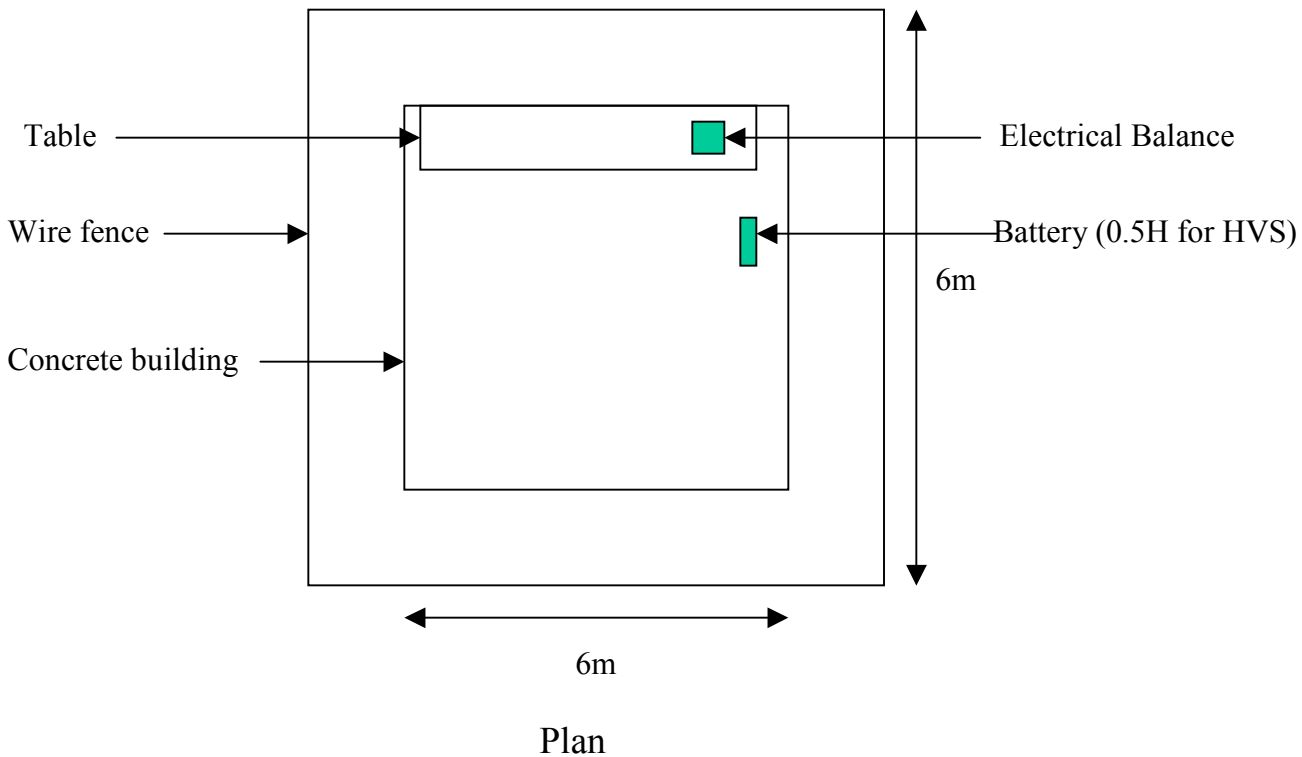 Table
Electrical Balance
Wire fence
Battery (0.5H for HVS)
6m
Concrete building
6m
Plan